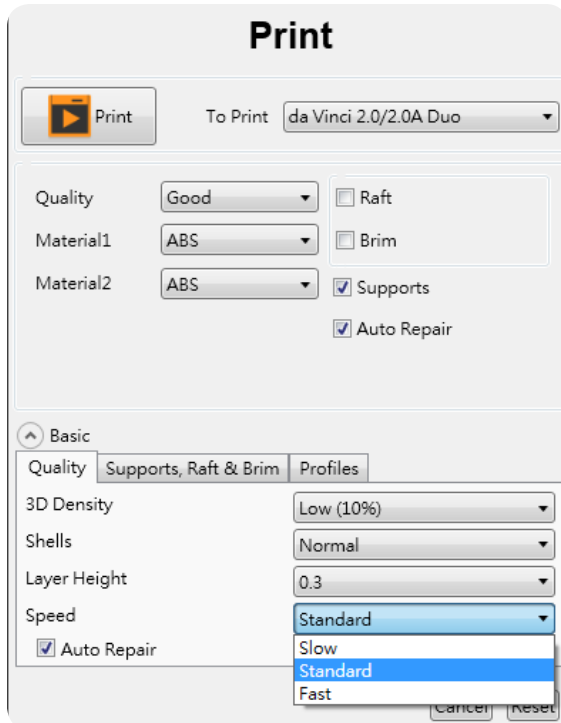 Print
Print To Print da Vinci 2.0/2.0A Duo
Quality Good Raft
Material1 ABS Brim
Material2 ABS Supports
Auto Repair
Basic
Quality Supports, Raft & Brim Profiles
3D Density Low (10%)
Shells Normal
Layer Height 0.3
Speed Standard
Auto Repair Slow
Standard
Fast
Cancel Reset